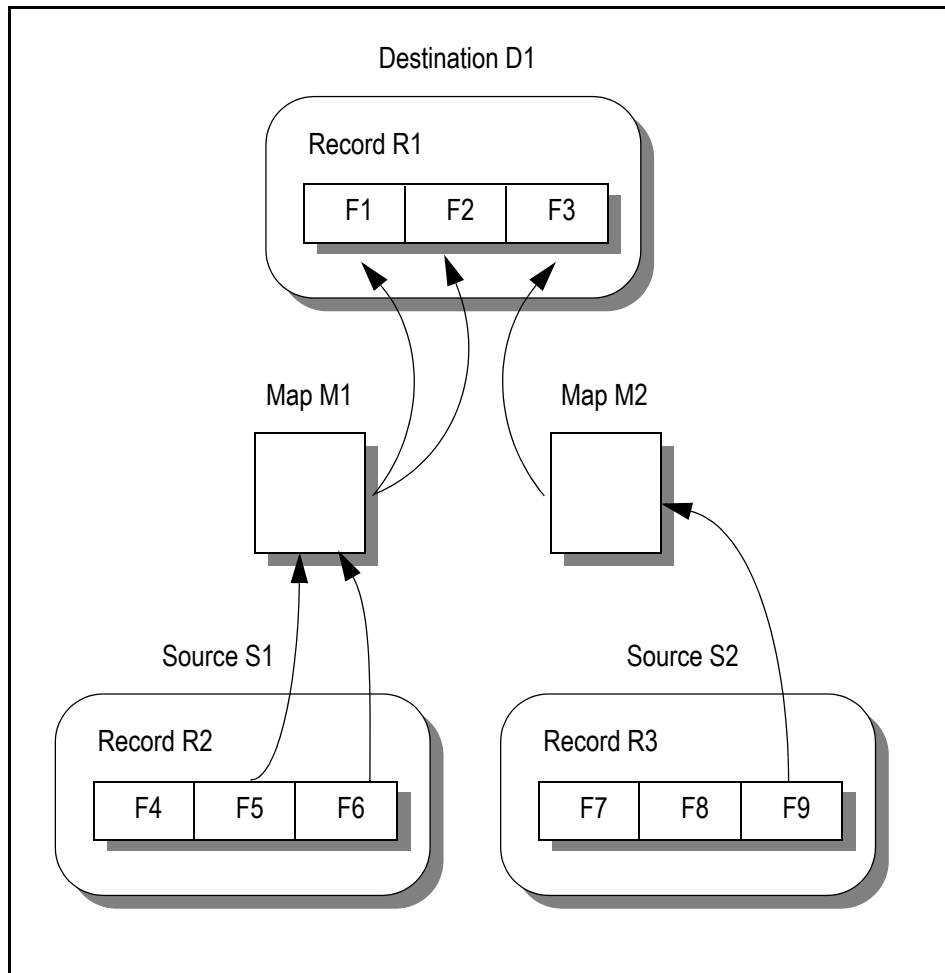 Destination D1
Record R1
F1 F2 F3
Map M1 Map M2
Source S1 Source S2
Record R2 Record R3
F4 F5 F6 F7 F8 F9